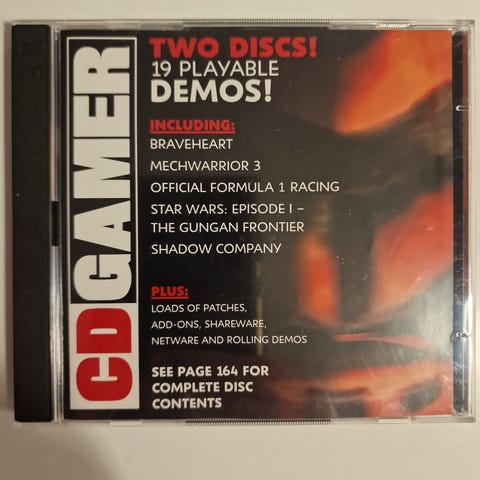 CDGAMER
TWO DISCS!
19 PLAYABLE
DEMOS!
INCLUDING:
BRAVEHEART
MECHWARRIOR 3
OFFICIAL FORMULA 1 RACING
STAR WARS: EPISODE I –
THE GUNGAN FRONTIER
SHADOW COMPANY
PLUS:
LOADS OF PATCHES,
ADD-ONS, SHAREWARE,
NETWARE AND ROLLING DEMOS
SEE PAGE 164 FOR
COMPLETE DISC
CONTENTS